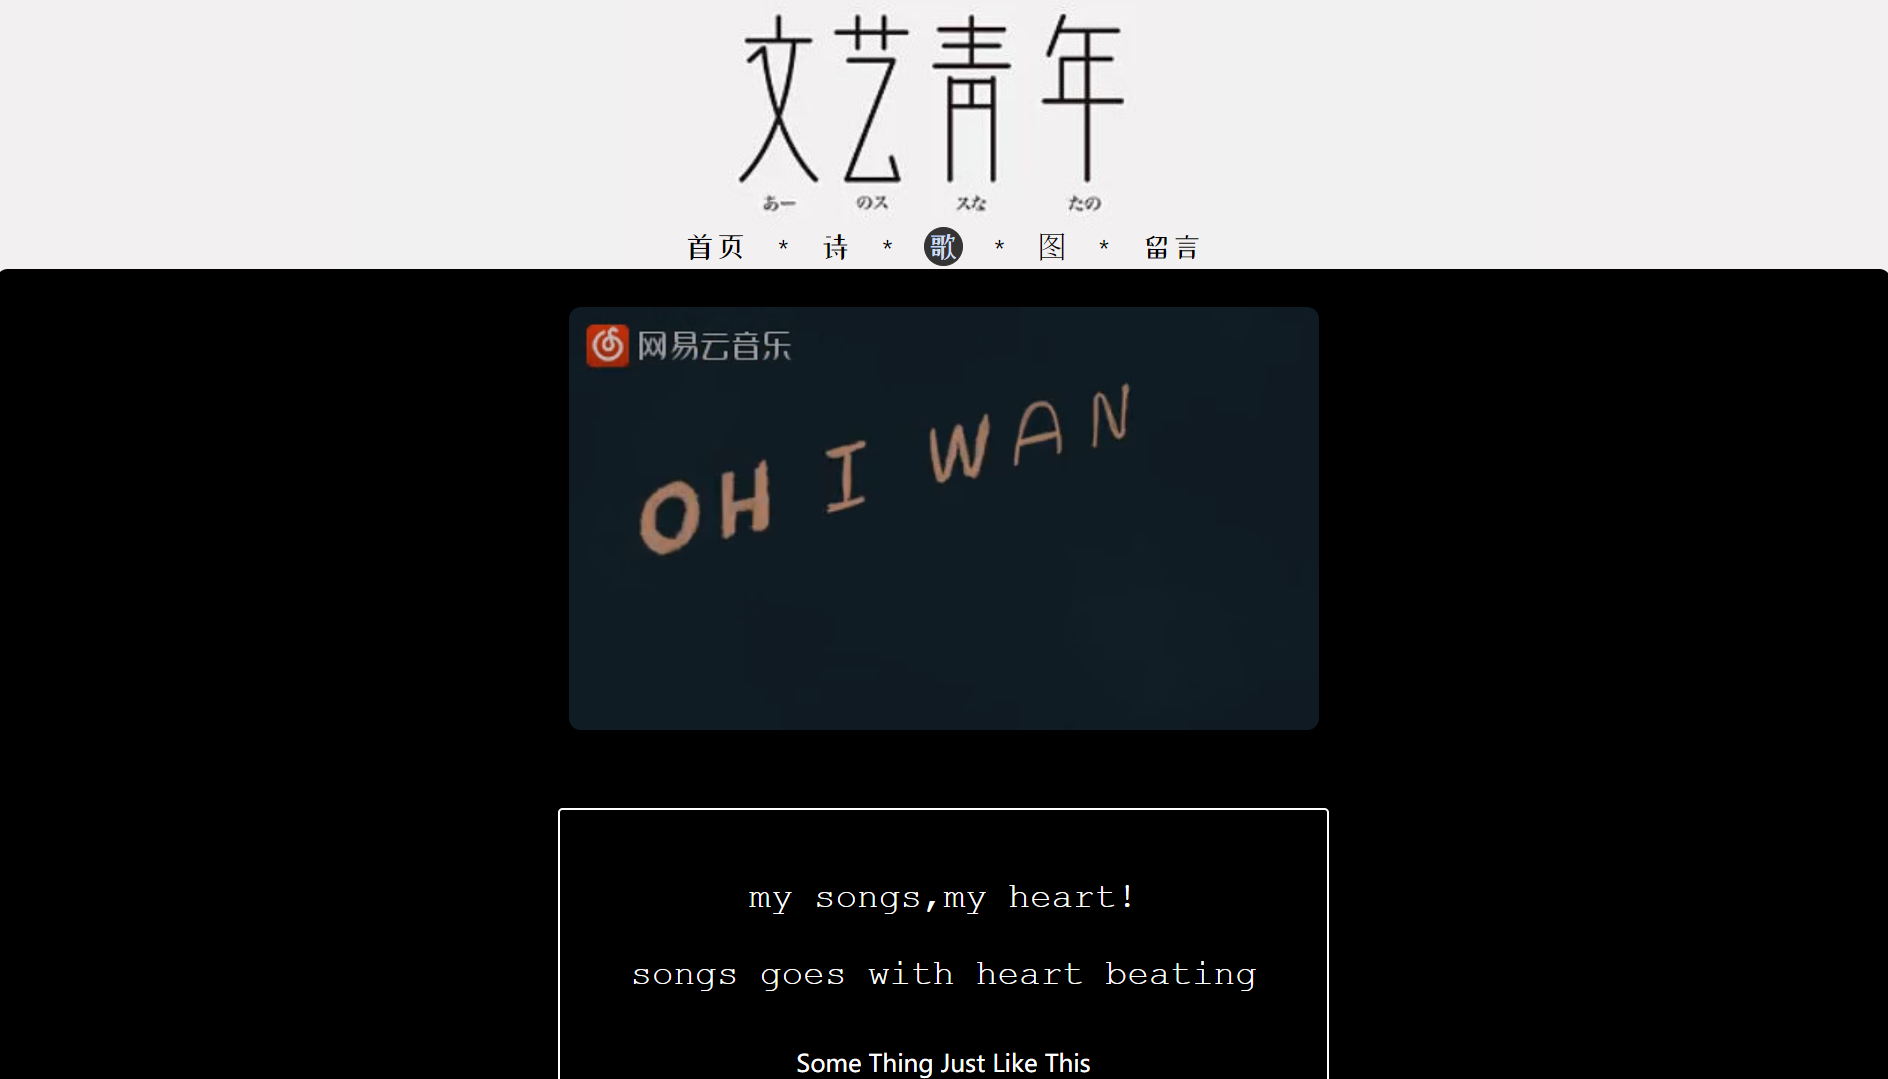 文艺青年
あー のス スな たの
首页 * 诗 * 歌 * 图 * 留言
网易云音乐
OH I WAN
my songs,my heart!
songs goes with heart beating
Some Thing Just Like This